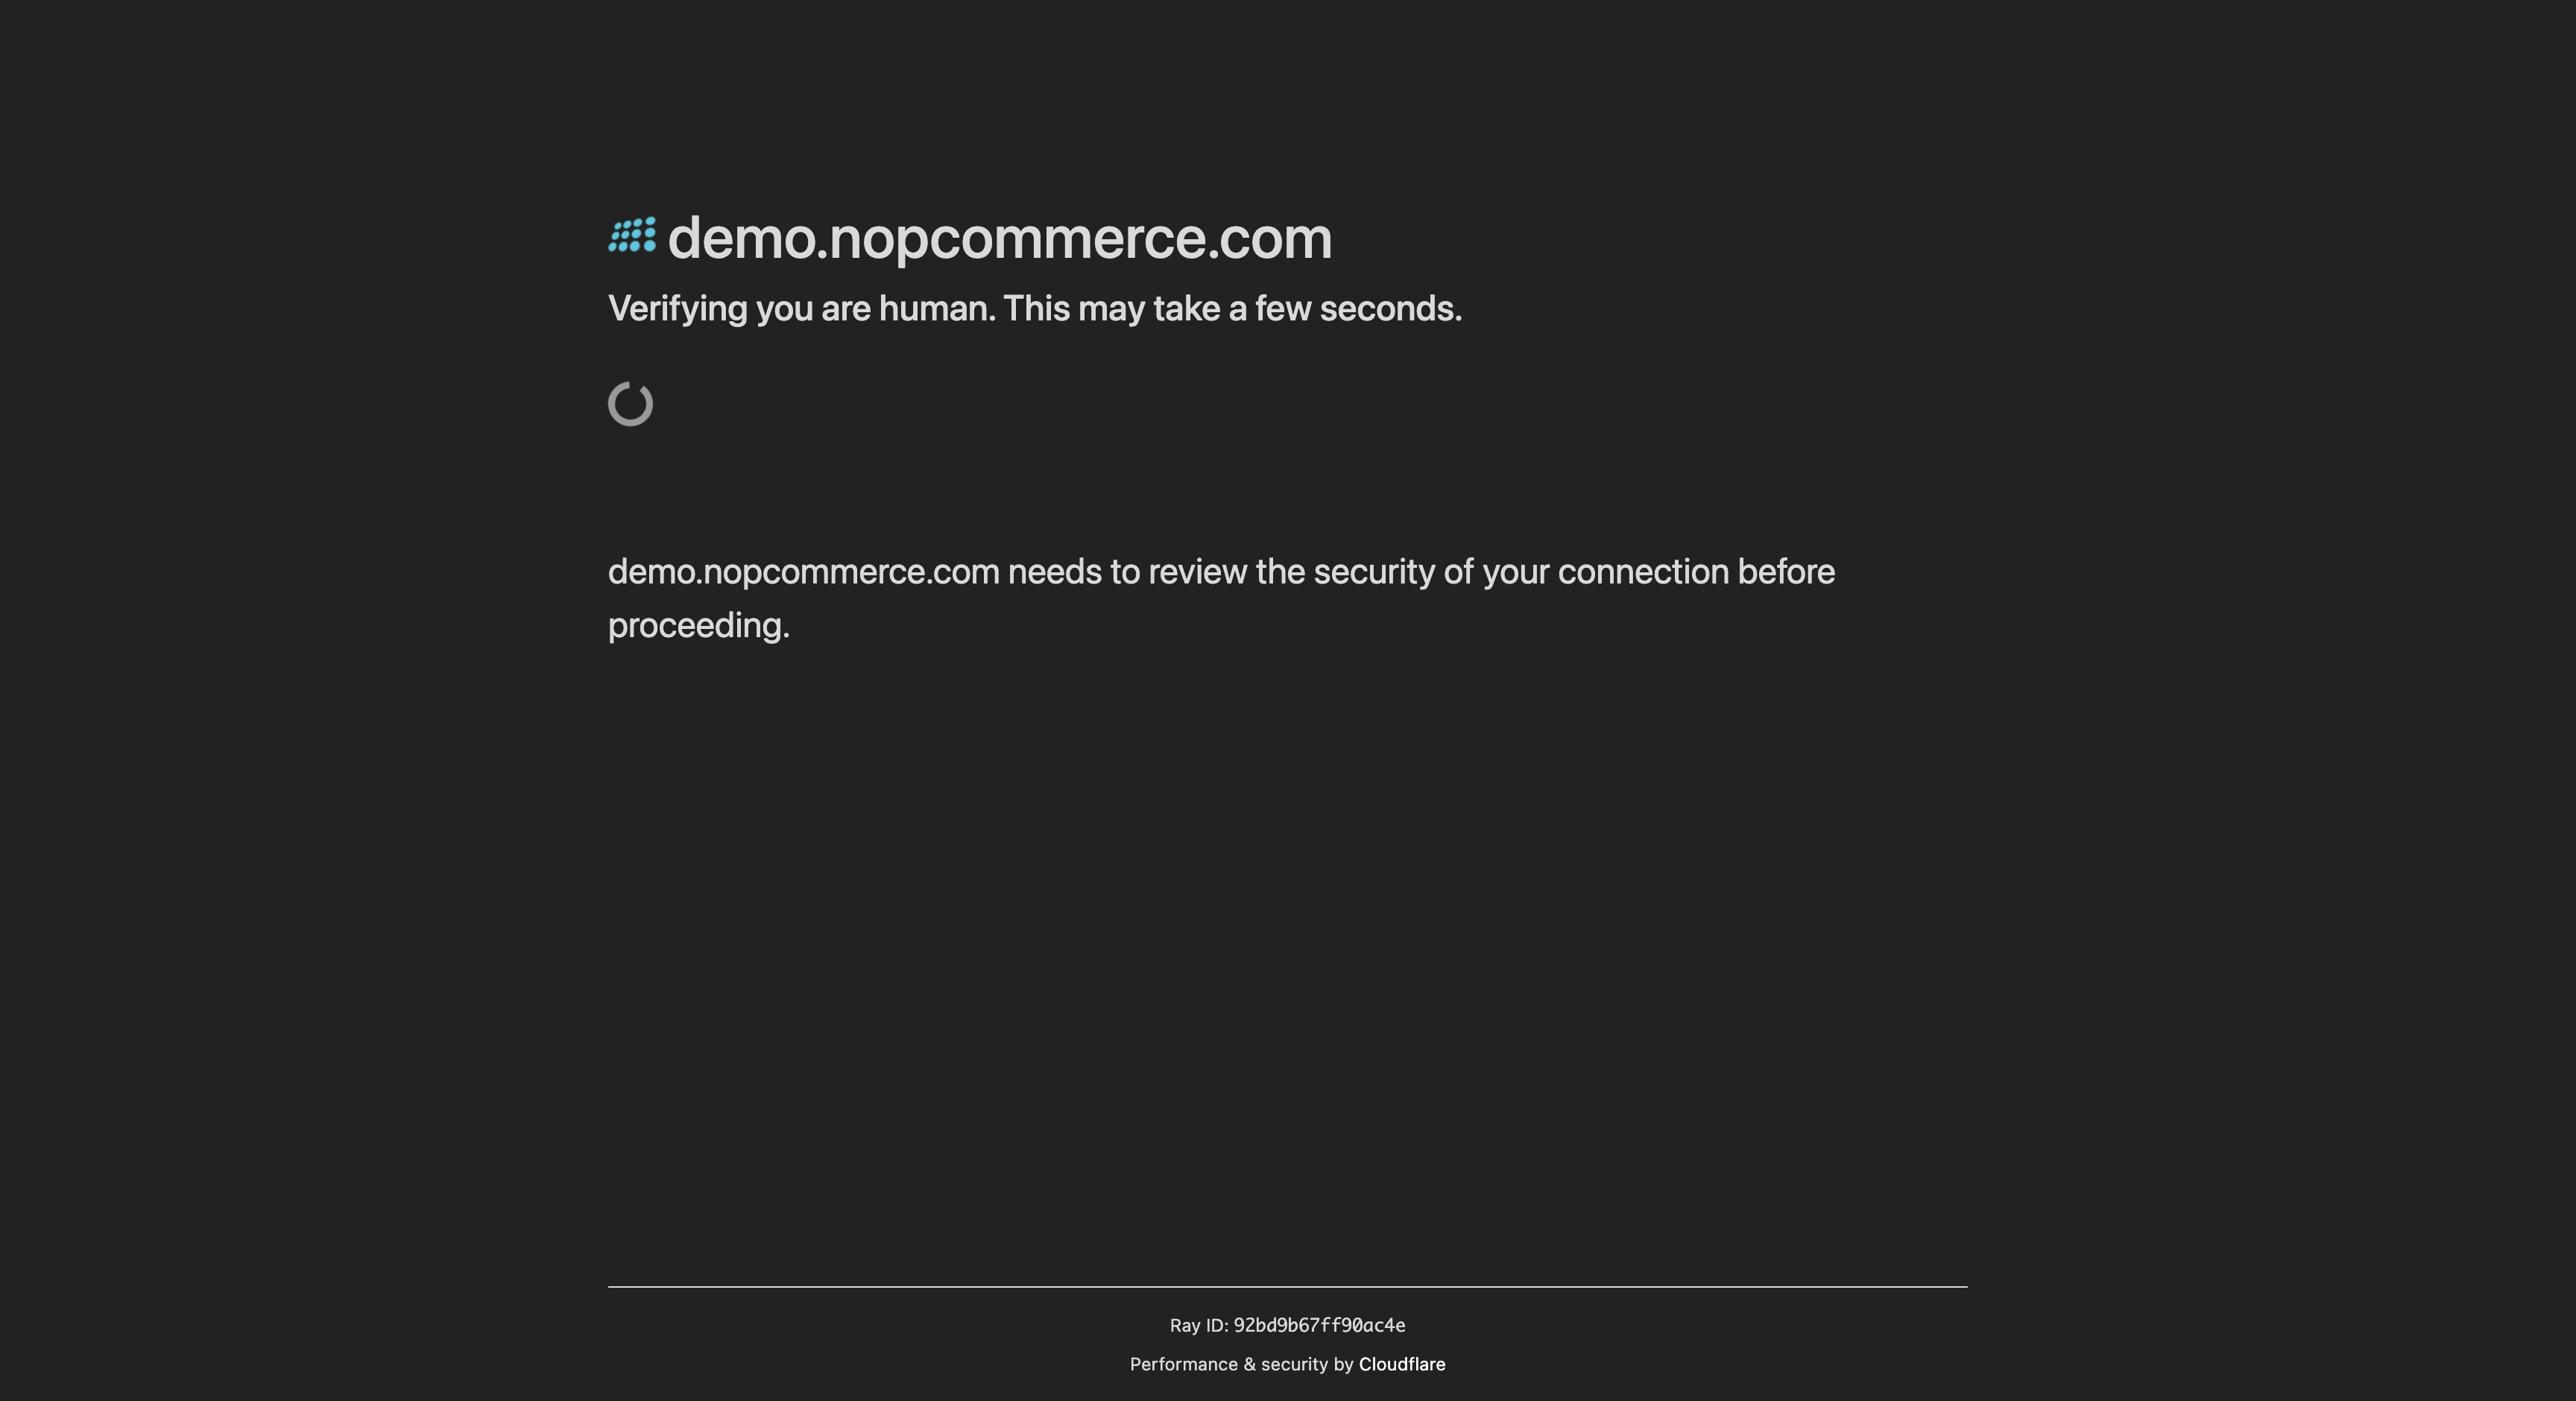 demo.nopcommerce.com
Verifying you are human. This may take a few seconds.
demo.nopcommerce.com needs to review the security of your connection before
proceeding.
Ray ID: 92bd9b67ff90ac4e
Performance & security by Cloudflare